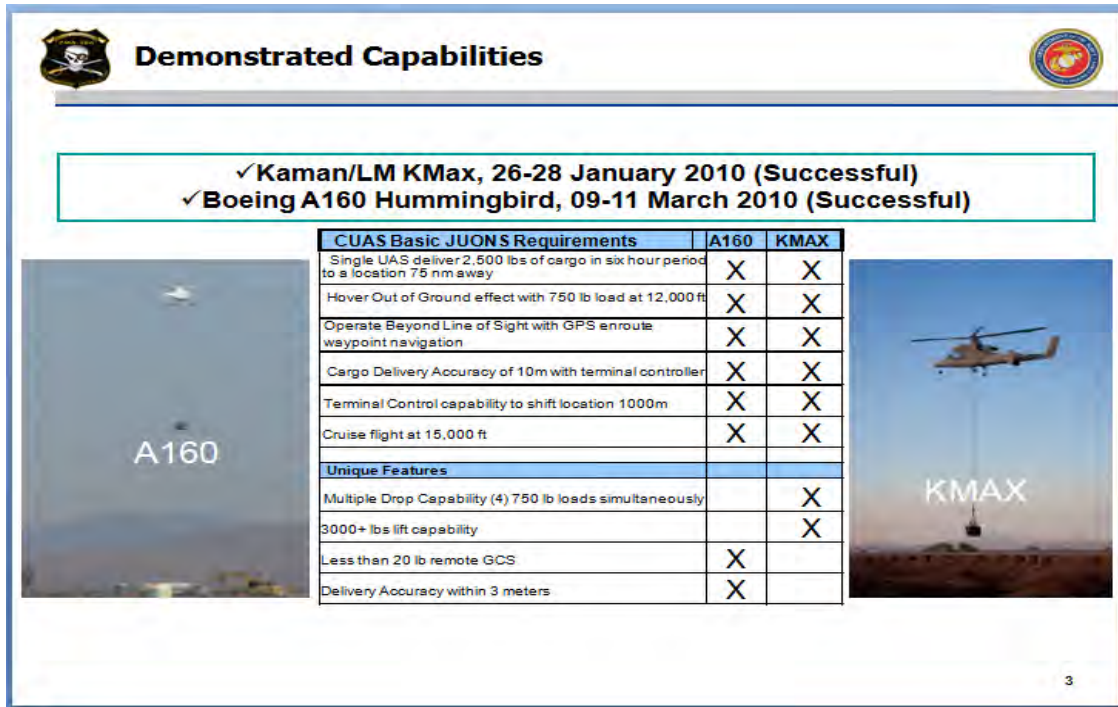 Demonstrated Capabilities
✓Kaman/LM KMax, 26-28 January 2010 (Successful)
✓Boeing A160 Hummingbird, 09-11 March 2010 (Successful)
CUAS Basic JUONS Requirements A160 KMAX
Single UAS deliver 2,500 lbs of cargo in six hour period
to a location 75 nm away X X
Hover Out of Ground effect with 750 lb load at 12,000 ft X X
Operate Beyond Line of Sight with GPS enroute
waypoint navigation X X
Cargo Delivery Accuracy of 10m with terminal controller X X
Terminal Control capability to shift location 1000m X X
Cruise flight at 15,000 ft X X
Unique Features
Multiple Drop Capability (4) 750 lb loads simultaneously X
3000+ lbs lift capability X
Less than 20 lb remote GCS X
Delivery Accuracy within 3 meters X
A160
KMAX
3